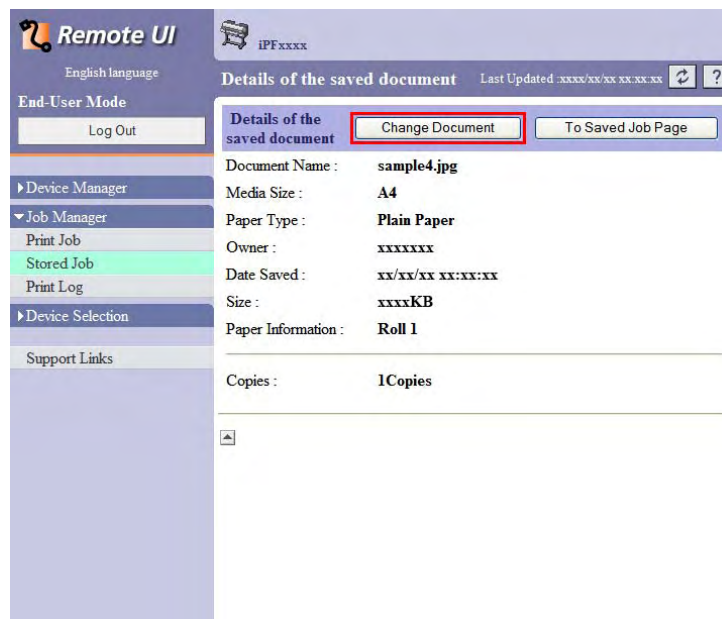 Remote UI
English language
End-User Mode
Log Out
▶Device Manager
▼Job Manager
Print Job
Stored Job
Print Log
▶Device Selection
Support Links
iPFxxxx
Details of the saved document Last Updated :xxxx/xx/xx xx:xx:xx ?
Details of the
saved document Change Document To Saved Job Page
Document Name : sample4.jpg
Media Size : A4
Paper Type : Plain Paper
Owner : xxxxxxx
Date Saved : xx/xx/xx xx:xx:xx
Size : xxxxKB
Paper Information : Roll 1
Copies : 1Copies